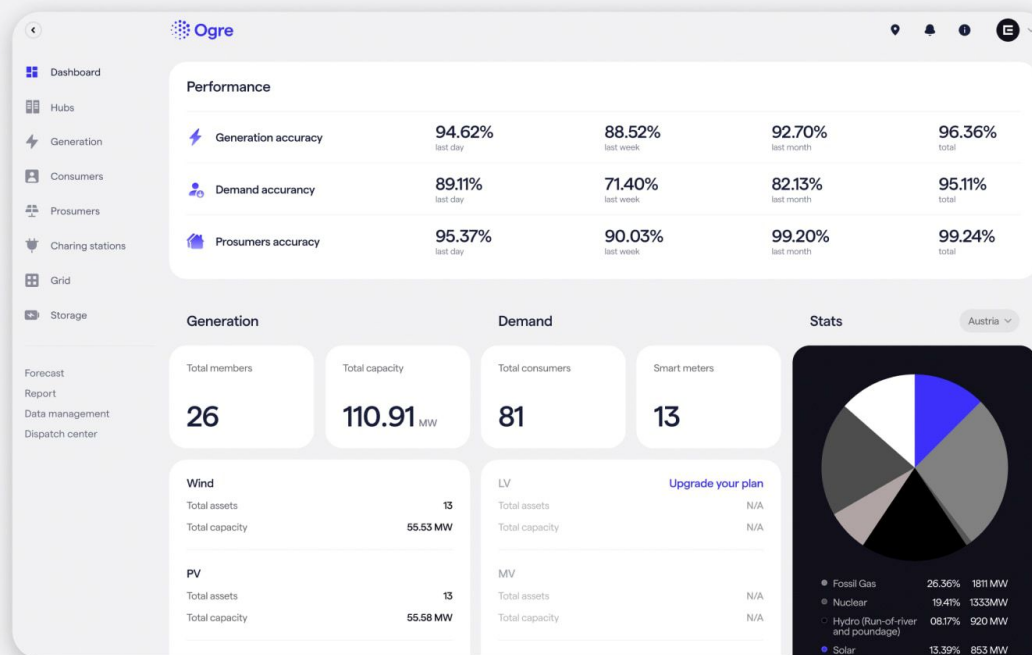 Ogre
E
Dashboard
Hubs
Generation
Consumers
Prosumers
Charing stations
Grid
Storage
Forecast
Report
Data management
Dispatch center
Performance
Generation accuracy
94.62% 88.52% 92.70% 96.36%
last day last week last month total
Demand accurancy
89.11% 71.40% 82.13% 95.11%
last day last week last month total
Prosumers accuracy
95.37% 90.03% 99.20% 99.24%
last day last week last month total
Generation
Total members
26
Total capacity
110.91 MW
Wind
Total assets 13
Total capacity 55.53 MW
PV
Total assets 13
Total capacity 55.58 MW
Demand
Total consumers
81
Smart meters
13
LV Upgrade your plan
Total assets N/A
Total capacity N/A
MV
Total assets N/A
Total capacity N/A
Stats Austria
Fossil Gas 26.36% 1811 MW
Nuclear 19.41% 1333MW
Hydro (Run-of-river 08.17% 920 MW
and poundage)
Solar 13.39% 853 MW